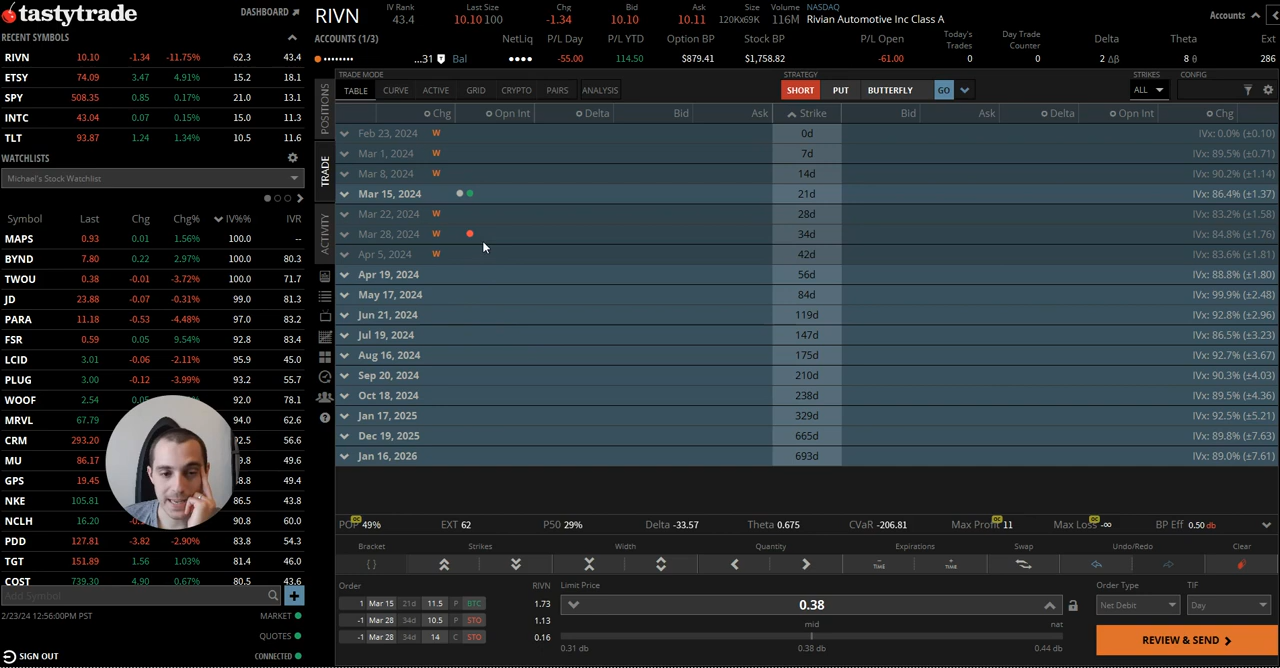 tastytrade
DASHBOARD
RECENT SYMBOLS
RIVN 10.10 -1.34 -11.75% 62.3 43.4
ETSY 74.09 3.47 4.91% 15.2 18.1
SPY 508.35 0.85 0.17% 21.0 13.1
INTC 43.04 0.07 0.15% 15.0 11.3
TLT 93.87 1.24 1.34% 10.5 11.6
WATCHLISTS
Michael's Stock Watchlist
Symbol Last Chg Chg% IV%% IVR
MAPS 0.93 0.01 1.56% 100.0 --
BYND 7.80 0.22 2.97% 100.0 80.3
TWOU 0.38 -0.01 -3.72% 100.0 71.7
JD 23.88 -0.07 -0.31% 99.0 81.3
PARA 11.18 -0.53 -4.48% 97.0 83.2
FSR 0.59 0.05 9.54% 92.8 83.4
LCID 3.01 -0.06 -2.11% 95.9 45.0
PLUG 3.00 -0.12 -3.99% 93.2 55.7
WOOF 2.54 92.0 78.1
MRVL 67.79 94.0 62.6
CRM 293.20 56.6
MU 86.17 49.6
GPS 19.45 49.4
NKE 105.81 86.5 43.8
NCLH 16.20 90.8 60.0
PDD 127.81 -3.82 -2.90% 83.8 54.3
TGT 151.89 1.56 1.03% 81.4 46.0
COST 739.30 4.90 0.67% 80.5 43.6
Add Symbol
2/23/24 12:56:00PM PST MARKET
QUOTES
SIGN OUT CONNECTED
RIVN IV Rank 43.4 Last Size 10.10 100 Chg -1.34 Bid 10.10 Ask 10.11 Size 120Kx69K Volume 116M NASDAQ Rivian Automotive Inc Class A Accounts
ACCOUNTS (1/3) NetLiq P/L Day P/L YTD Option BP Stock BP P/L Open Today's Trades Day Trade Counter Delta Theta Ext
...31 Bal -55.00 114.50 $879.41 $1,758.82 -61.00 0 0 2 Δβ 8 θ 286
POSITIONS
TRADE
ACTIVITY
TRADE MODE STRATEGY STRIKES CONFIG
TABLE CURVE ACTIVE GRID CRYPTO PAIRS ANALYSIS SHORT PUT BUTTERFLY GO ALL
Chg Opn Int Delta Bid Ask Strike Bid Ask Delta Opn Int Chg
Feb 23, 2024 W 0d IVx: 0.0% (±0.10)
Mar 1, 2024 W 7d IVx: 89.5% (±0.71)
Mar 8, 2024 W 14d IVx: 90.2% (±1.14)
Mar 15, 2024 21d IVx: 86.4% (±1.37)
Mar 22, 2024 W 28d IVx: 83.2% (±1.58)
Mar 28, 2024 W 34d IVx: 84.8% (±1.76)
Apr 5, 2024 W 42d IVx: 83.6% (±1.81)
Apr 19, 2024 56d IVx: 88.8% (±1.80)
May 17, 2024 84d IVx: 99.9% (±2.48)
Jun 21, 2024 119d IVx: 92.8% (±2.96)
Jul 19, 2024 147d IVx: 86.5% (±3.23)
Aug 16, 2024 175d IVx: 92.7% (±3.67)
Sep 20, 2024 210d IVx: 90.3% (±4.03)
Oct 18, 2024 238d IVx: 89.5% (±4.36)
Jan 17, 2025 329d IVx: 92.5% (±5.21)
Dec 19, 2025 665d IVx: 89.8% (±7.63)
Jan 16, 2026 693d IVx: 89.0% (±7.61)
POP 49% EXT 62 P50 29% Delta -33.57 Theta 0.675 CVaR -206.81 Max Profit 11 Max Loss -∞ BP Eff 0.50 db
Bracket Strikes Width Quantity Expirations Swap Undo/Redo Clear
{ } TIME TIME
Order RIVN Limit Price Order Type TIF
1 Mar 15 21d 11.5 P BTC 1.73 0.38 Net Debit Day
-1 Mar 28 34d 10.5 P STO 1.13 mid nat
-1 Mar 28 34d 14 C STO 0.16 0.31 db 0.38 db 0.44 db
REVIEW & SEND